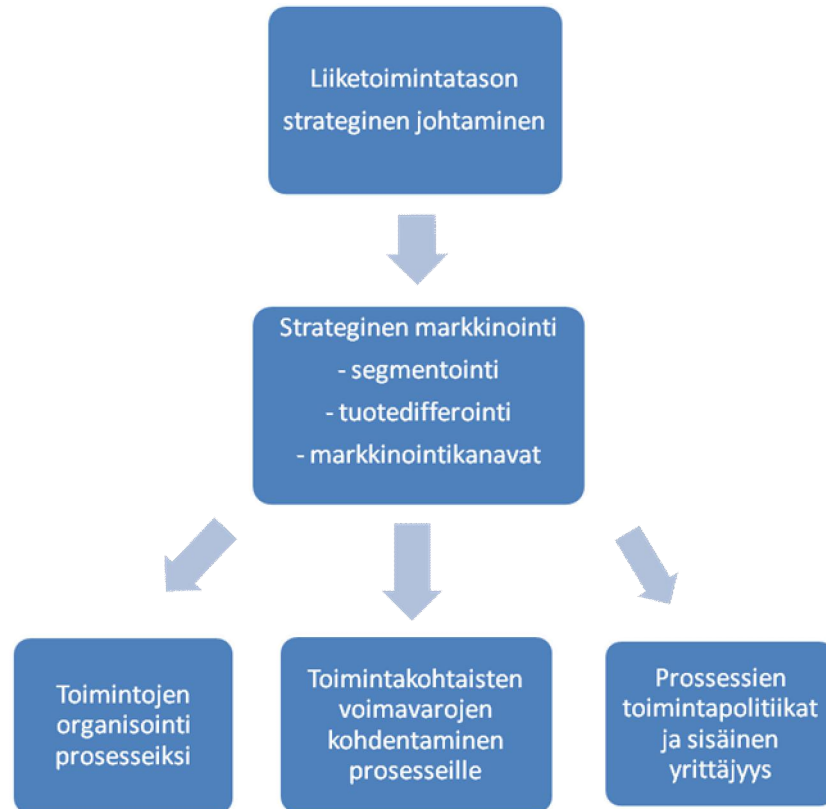 Liiketoimintatason
strateginen johtaminen
Strateginen markkinointi
- segmentointi
- tuotedifferointi
- markkinointikanavat
Toimintojen
organisointi
prosesseiksi
Toimintakohtaisten
voimavarojen
kohdentaminen
prosesseille
Prossessien
toimintapolitiikat
ja sisäinen
yrittäjyys